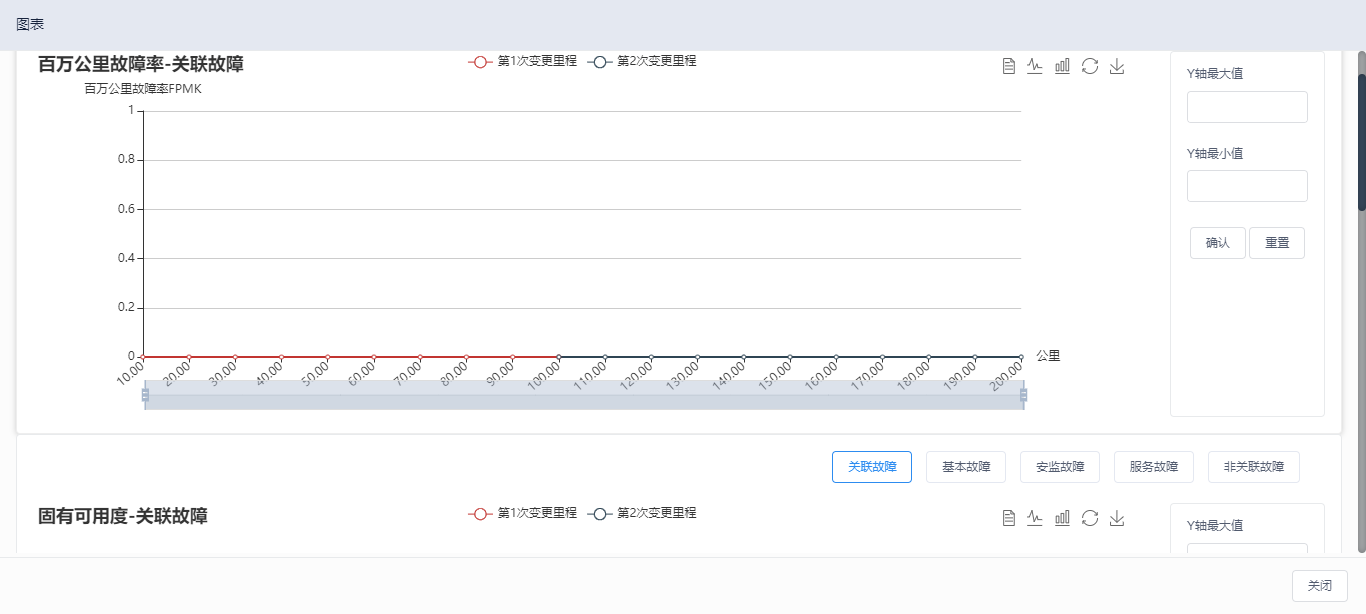 图表
百万公里故障率-关联故障
第1次变更里程 第2次变更里程
百万公里故障率FPMK
1
0.8
0.6
0.4
0.2
0
10.00 20.00 30.00 40.00 50.00 60.00 70.00 80.00 90.00 100.00 110.00 120.00 130.00 140.00 150.00 160.00 170.00 180.00 190.00 200.00
公里
Y轴最大值
Y轴最小值
确认 重置
关联故障 基本故障 安监故障 服务故障 非关联故障
固有可用度-关联故障
第1次变更里程 第2次变更里程
Y轴最大值
关闭